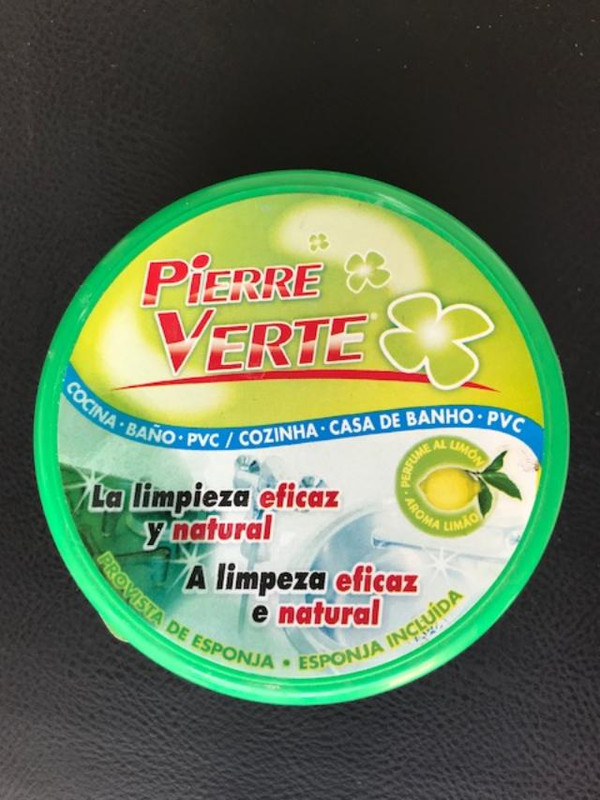 PiERRE
VERTE®
COCINA · BAÑO · PVC / COZINHA · CASA DE BANHO · PVC
· PERFUME AL LIMÓN ·
AROMA LIMÃO
La limpieza eficaz
y natural
A limpeza eficaz
e natural
PROVISTA DE ESPONJA • ESPONJA INCLUÍDA